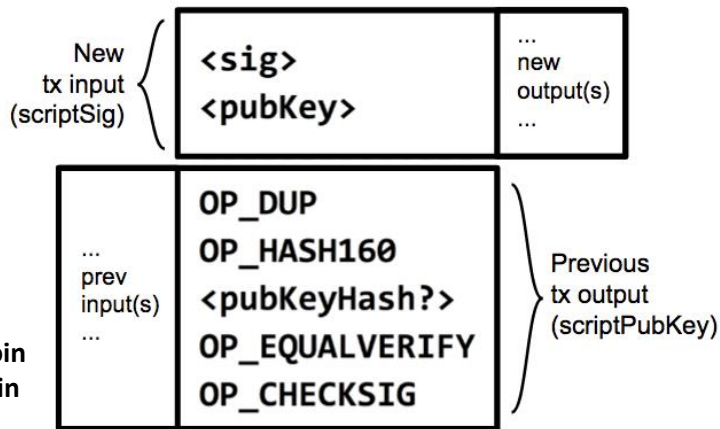 New
tx input
(scriptSig)
<sig>
<pubKey>
...
new
output(s)
...
...
prev
input(s)
...
OP_DUP
OP_HASH160
<pubKeyHash?>
OP_EQUALVERIFY
OP_CHECKSIG
Previous
tx output
(scriptPubKey)
in